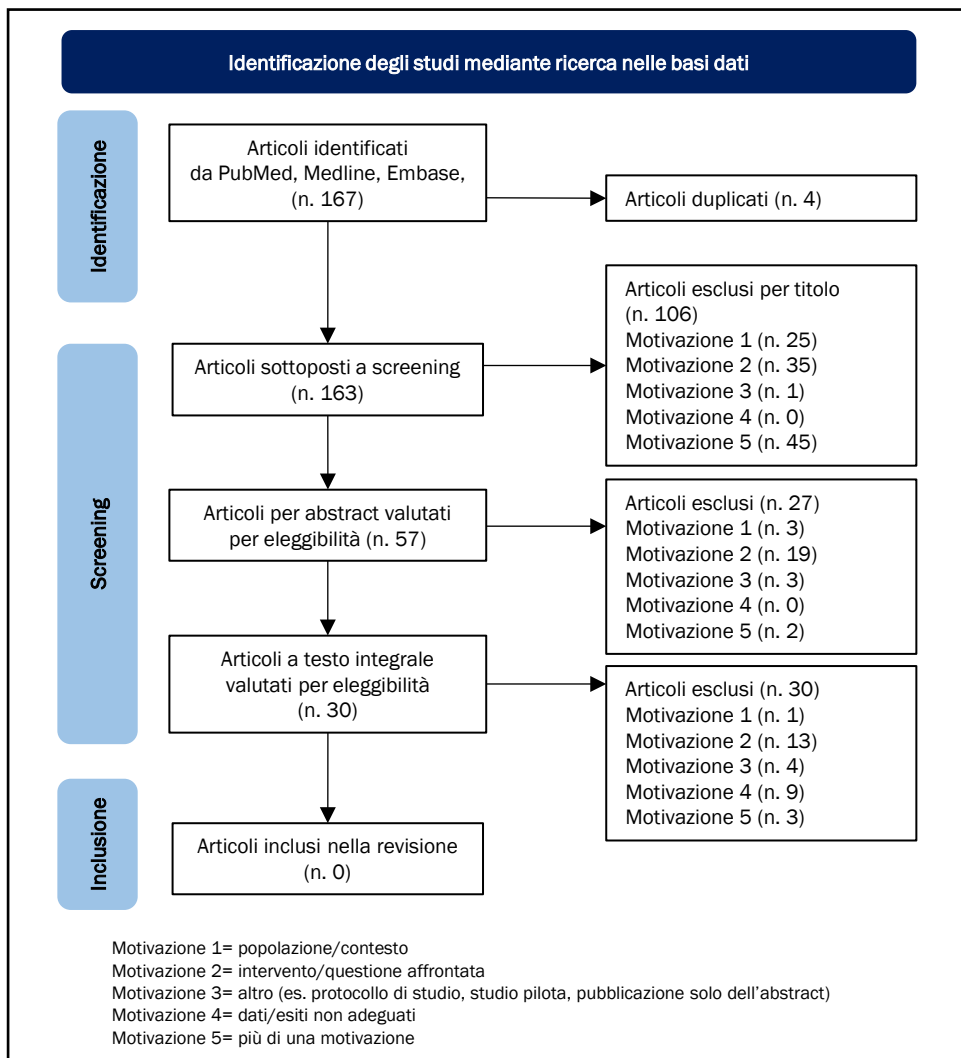 Identificazione degli studi mediante ricerca nelle basi dati
Identificazione
Articoli identificati
da PubMed, Medline, Embase,
(n. 167)
Articoli duplicati (n. 4)
Screening
Articoli sottoposti a screening
(n. 163)
Articoli esclusi per titolo
(n. 106)
Motivazione 1 (n. 25)
Motivazione 2 (n. 35)
Motivazione 3 (n. 1)
Motivazione 4 (n. 0)
Motivazione 5 (n. 45)
Articoli per abstract valutati
per eleggibilità (n. 57)
Articoli esclusi (n. 27)
Motivazione 1 (n. 3)
Motivazione 2 (n. 19)
Motivazione 3 (n. 3)
Motivazione 4 (n. 0)
Motivazione 5 (n. 2)
Articoli a testo integrale
valutati per eleggibilità
(n. 30)
Articoli esclusi (n. 30)
Motivazione 1 (n. 1)
Motivazione 2 (n. 13)
Motivazione 3 (n. 4)
Motivazione 4 (n. 9)
Motivazione 5 (n. 3)
Inclusione
Articoli inclusi nella revisione
(n. 0)
Motivazione 1= popolazione/contesto
Motivazione 2= intervento/questione affrontata
Motivazione 3= altro (es. protocollo di studio, studio pilota, pubblicazione solo dell’abstract)
Motivazione 4= dati/esiti non adeguati
Motivazione 5= più di una motivazione